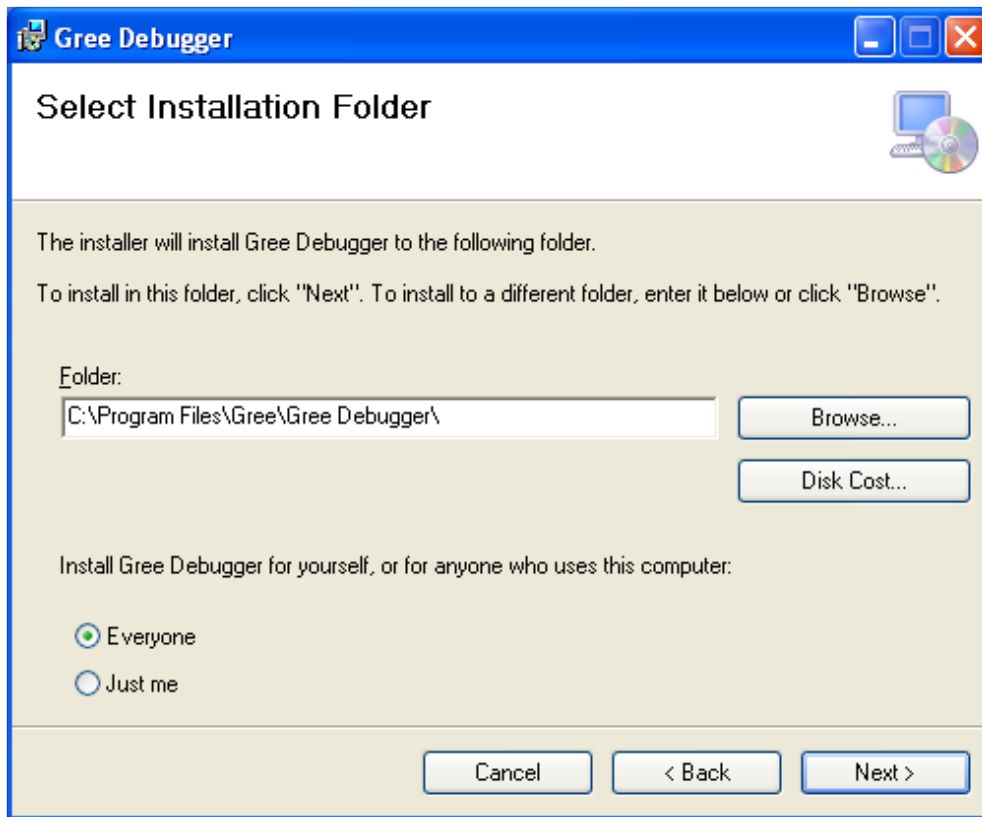 Gree Debugger
Select Installation Folder
The installer will install Gree Debugger to the following folder.
To install in this folder, click "Next". To install to a different folder, enter it below or click "Browse".
Folder:
C:\Program Files\Gree\Gree Debugger\
Browse...
Disk Cost...
Install Gree Debugger for yourself, or for anyone who uses this computer:
Everyone
Just me
Cancel
< Back
Next >